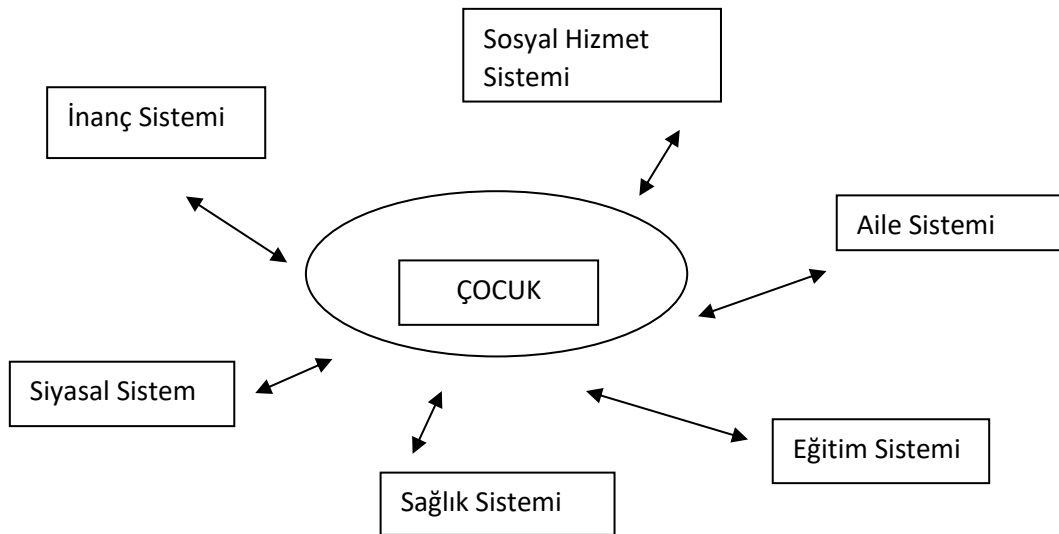 Sosyal Hizmet
Sistemi
İnanç Sistemi
Aile Sistemi
ÇOCUK
Siyasal Sistem
Eğitim Sistemi
Sağlık Sistemi